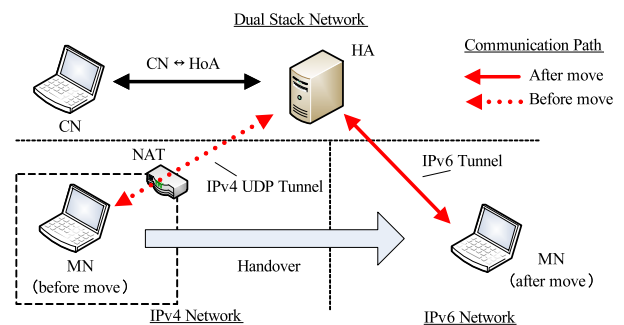 Dual Stack Network
HA
Communication Path
CN ↔ HoA
After move
Before move
CN
NAT
IPv4 UDP Tunnel
IPv6 Tunnel
MN
(before move)
Handover
MN
(after move)
IPv4 Network
IPv6 Network